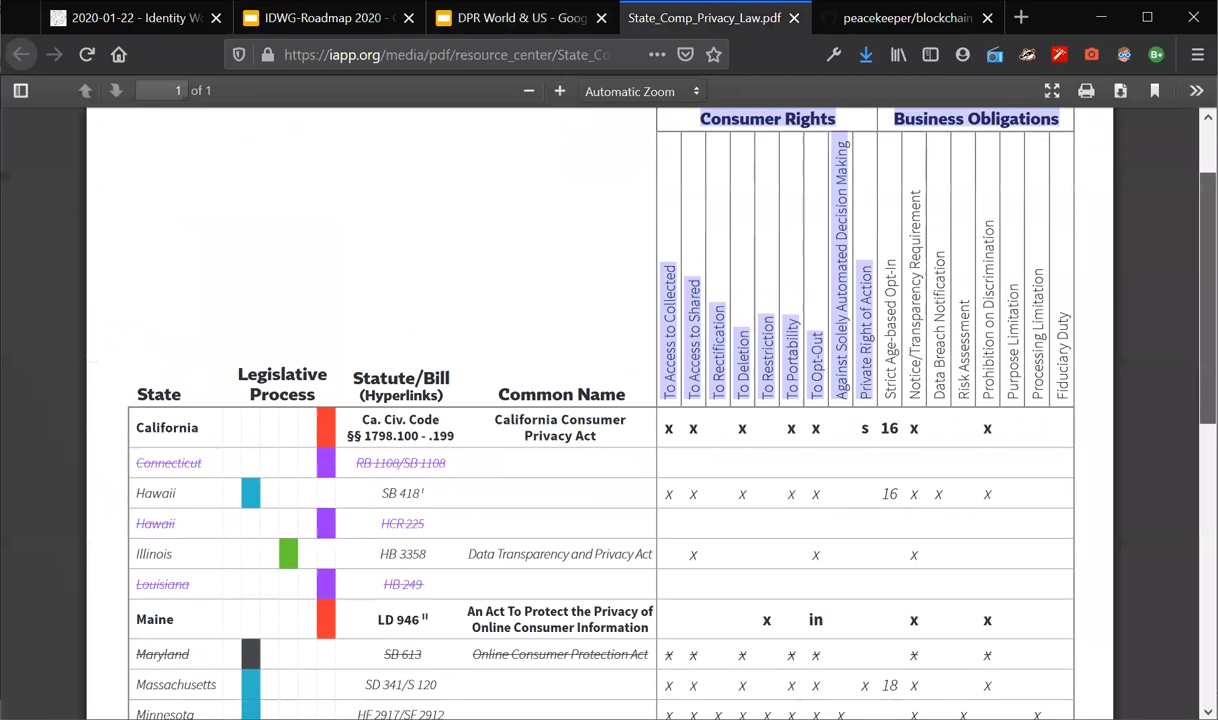 2020-01-22 - Identity W
IDWG-Roadmap 2020 - G
DPR World & US - Goog
State_Comp_Privacy_Law.pdf
peacekeeper/blockchain
https://iapp.org/media/pdf/resource_center/State_Co
B+
1 of 1
Automatic Zoom
Consumer Rights
Business Obligations
To Access to Collected
To Access to Shared
To Rectification
To Deletion
To Restriction
To Portability
To Opt-Out
Against Solely Automated Decision Making
Private Right of Action
Strict Age-based Opt-In
Notice/Transparency Requirement
Data Breach Notification
Risk Assessment
Prohibition on Discrimination
Purpose Limitation
Processing Limitation
Fiduciary Duty
State
Legislative
Process
Statute/Bill
(Hyperlinks)
Common Name
California
Ca. Civ. Code
§§ 1798.100 - .199
California Consumer
Privacy Act
x x x x x s 16 x x
Connecticut RB 1108/SB 1108
Hawaii SB 418 I x x x x x 16 x x x
Hawaii HCR 225
Illinois HB 3358 Data Transparency and Privacy Act x x x
Louisiana HB 249
Maine LD 946 II
An Act To Protect the Privacy of
Online Consumer Information
x in x x
Maryland SB 613 Online Consumer Protection Act x x x x x x x
Massachusetts SD 341/S 120 x x x x x x 18 x x
Minnesota HF 2917/SF 2912 x x x x x x x x x x x